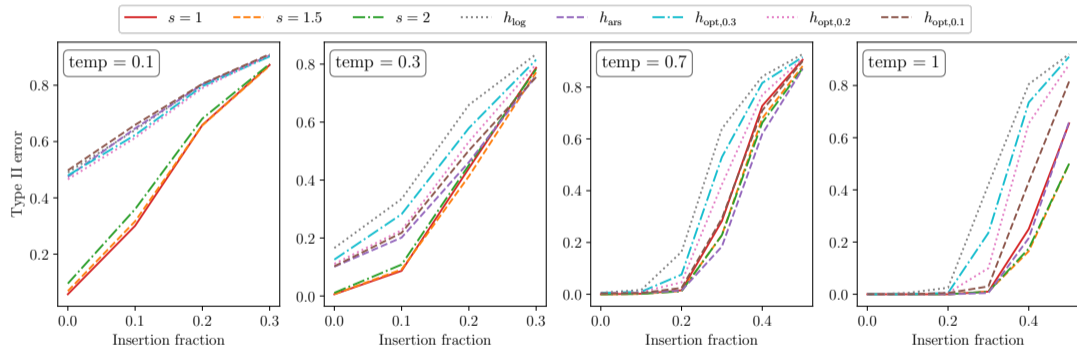 s = 1 s = 1.5 s = 2 h_log h_ars h_opt,0.3 h_opt,0.2 h_opt,0.1
temp = 0.1 temp = 0.3 temp = 0.7 temp = 1
Type II error
0.8 0.8 0.8 0.8
0.6 0.6 0.6 0.6
0.4 0.4 0.4 0.4
0.2 0.2 0.2 0.2
0.0 0.0 0.0
0.0 0.1 0.2 0.3 0.0 0.1 0.2 0.3 0.0 0.2 0.4 0.0 0.2 0.4
Insertion fraction Insertion fraction Insertion fraction Insertion fraction